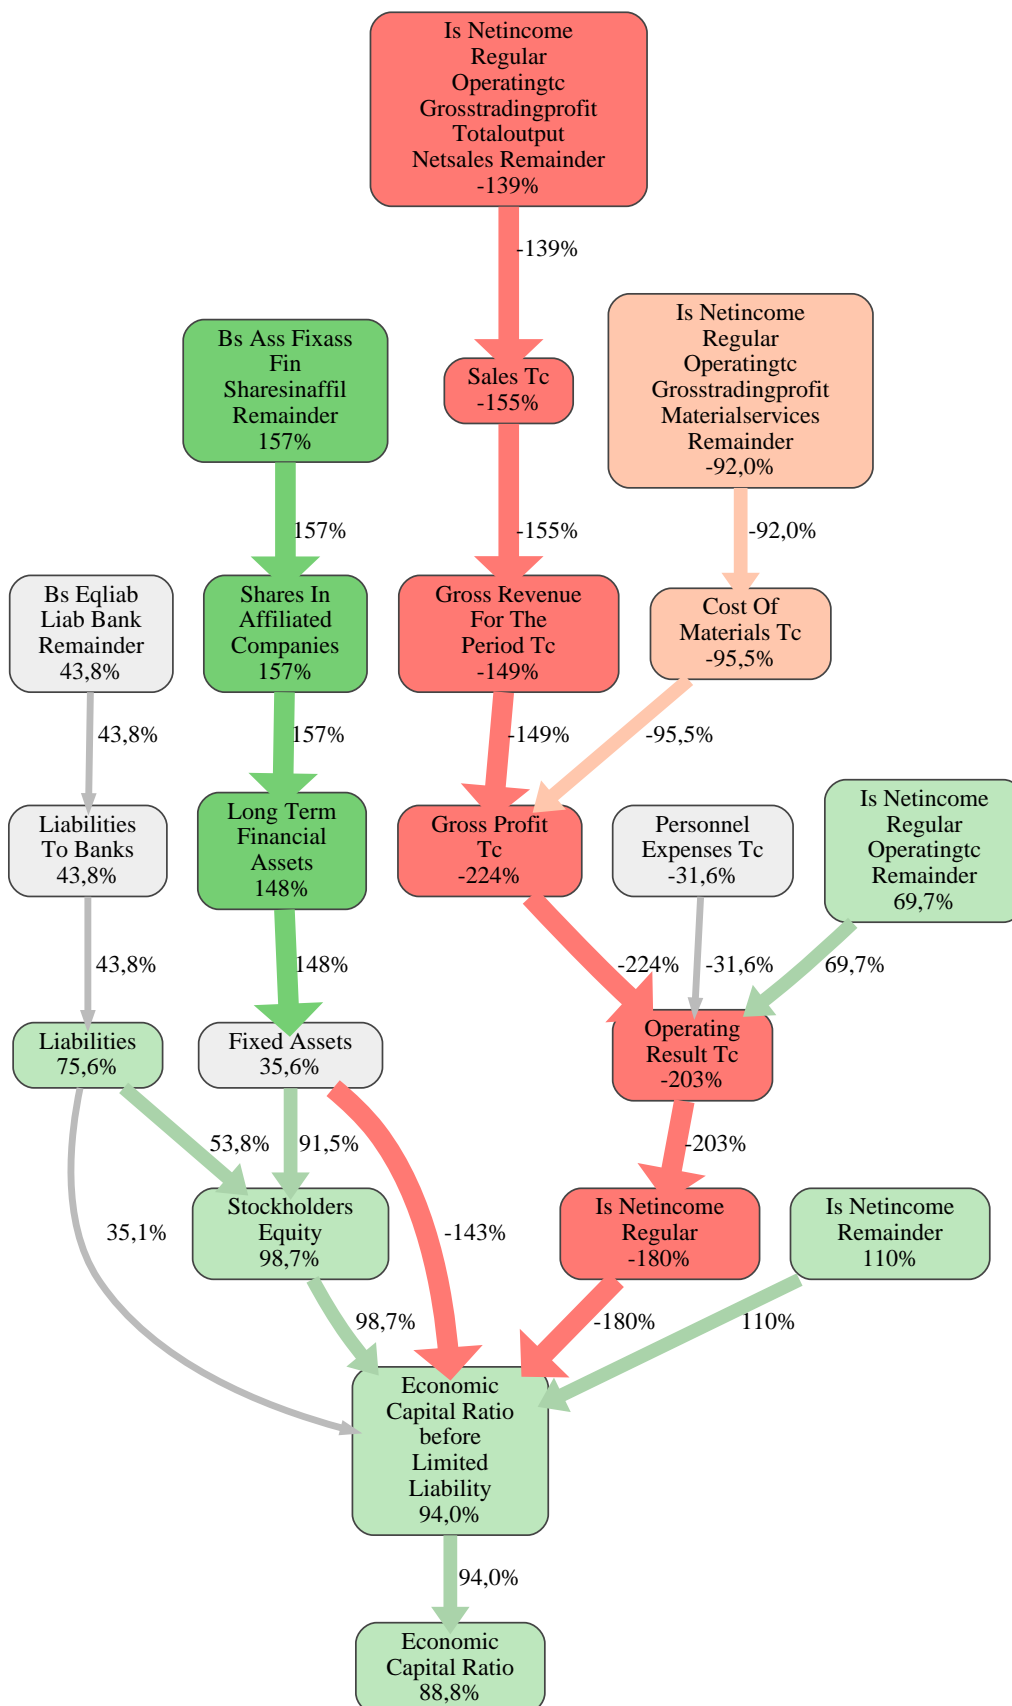 Is Netincome
Regular
Operatingtc
Grosstradingprofit
Totaloutput
Netsales Remainder
-139%
-139%
Bs Ass Fixass
Fin
Sharesinaffil
Remainder
157%
Sales Tc
-155%
Is Netincome
Regular
Operatingtc
Grosstradingprofit
Materialservices
Remainder
-92,0%
157%
-155%
-92,0%
Bs Eqliab
Liab Bank
Remainder
43,8%
Shares In
Affiliated
Companies
157%
Gross Revenue
For The
Period Tc
-149%
Cost Of
Materials Tc
-95,5%
43,8%
157%
-149%
-95,5%
Liabilities
To Banks
43,8%
Long Term
Financial
Assets
148%
Gross Profit
Tc
-224%
Personnel
Expenses Tc
-31,6%
Is Netincome
Regular
Operatingtc
Remainder
69,7%
43,8%
148%
-224%
-31,6%
69,7%
Liabilities
75,6%
Fixed Assets
35,6%
Operating
Result Tc
-203%
53,8%
91,5%
-203%
35,1%
Stockholders
Equity
98,7%
-143%
Is Netincome
Regular
-180%
Is Netincome
Remainder
110%
98,7%
-180%
110%
Economic
Capital Ratio
before
Limited
Liability
94,0%
94,0%
Economic
Capital Ratio
88,8%